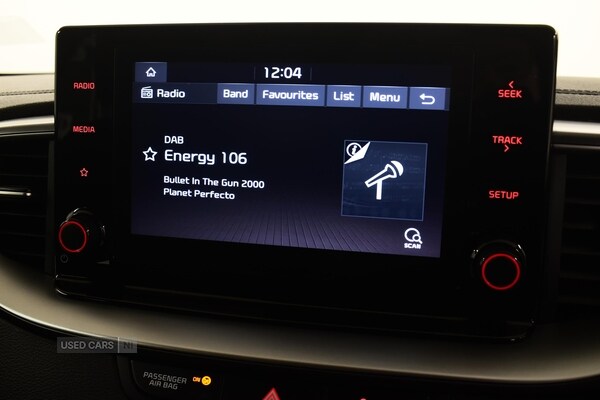 12:04
RADIO
Radio
Band
Favourites
List
Menu
SEEK
MEDIA
DAB
Energy 106
TRACK
Bullet In The Gun 2000
Planet Perfecto
SETUP
SCAN
USED CARS
PASSENGER
AIR BAG
ON